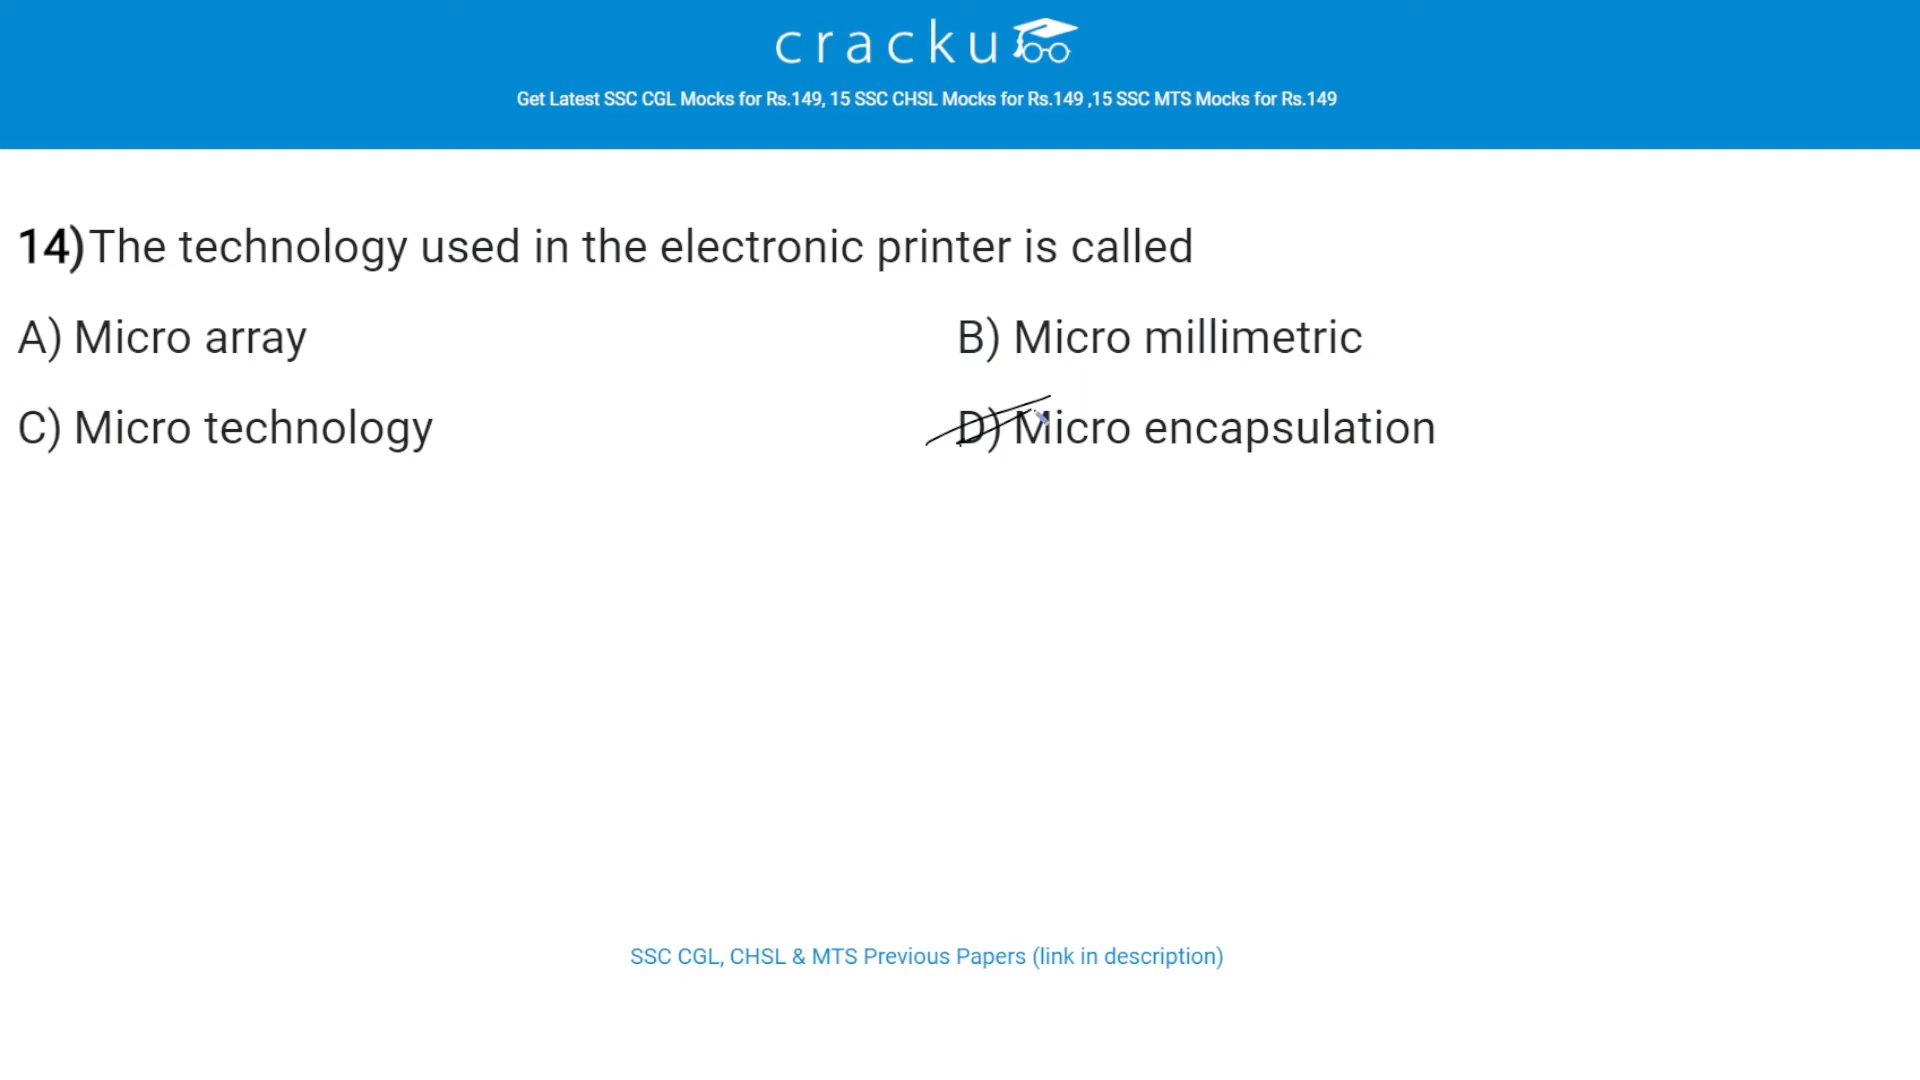 cracku
Get Latest SSC CGL Mocks for Rs.149, 15 SSC CHSL Mocks for Rs.149 ,15 SSC MTS Mocks for Rs.149
14)The technology used in the electronic printer is called
A) Micro array
B) Micro millimetric
C) Micro technology
D) Micro encapsulation
SSC CGL, CHSL & MTS Previous Papers (link in description)